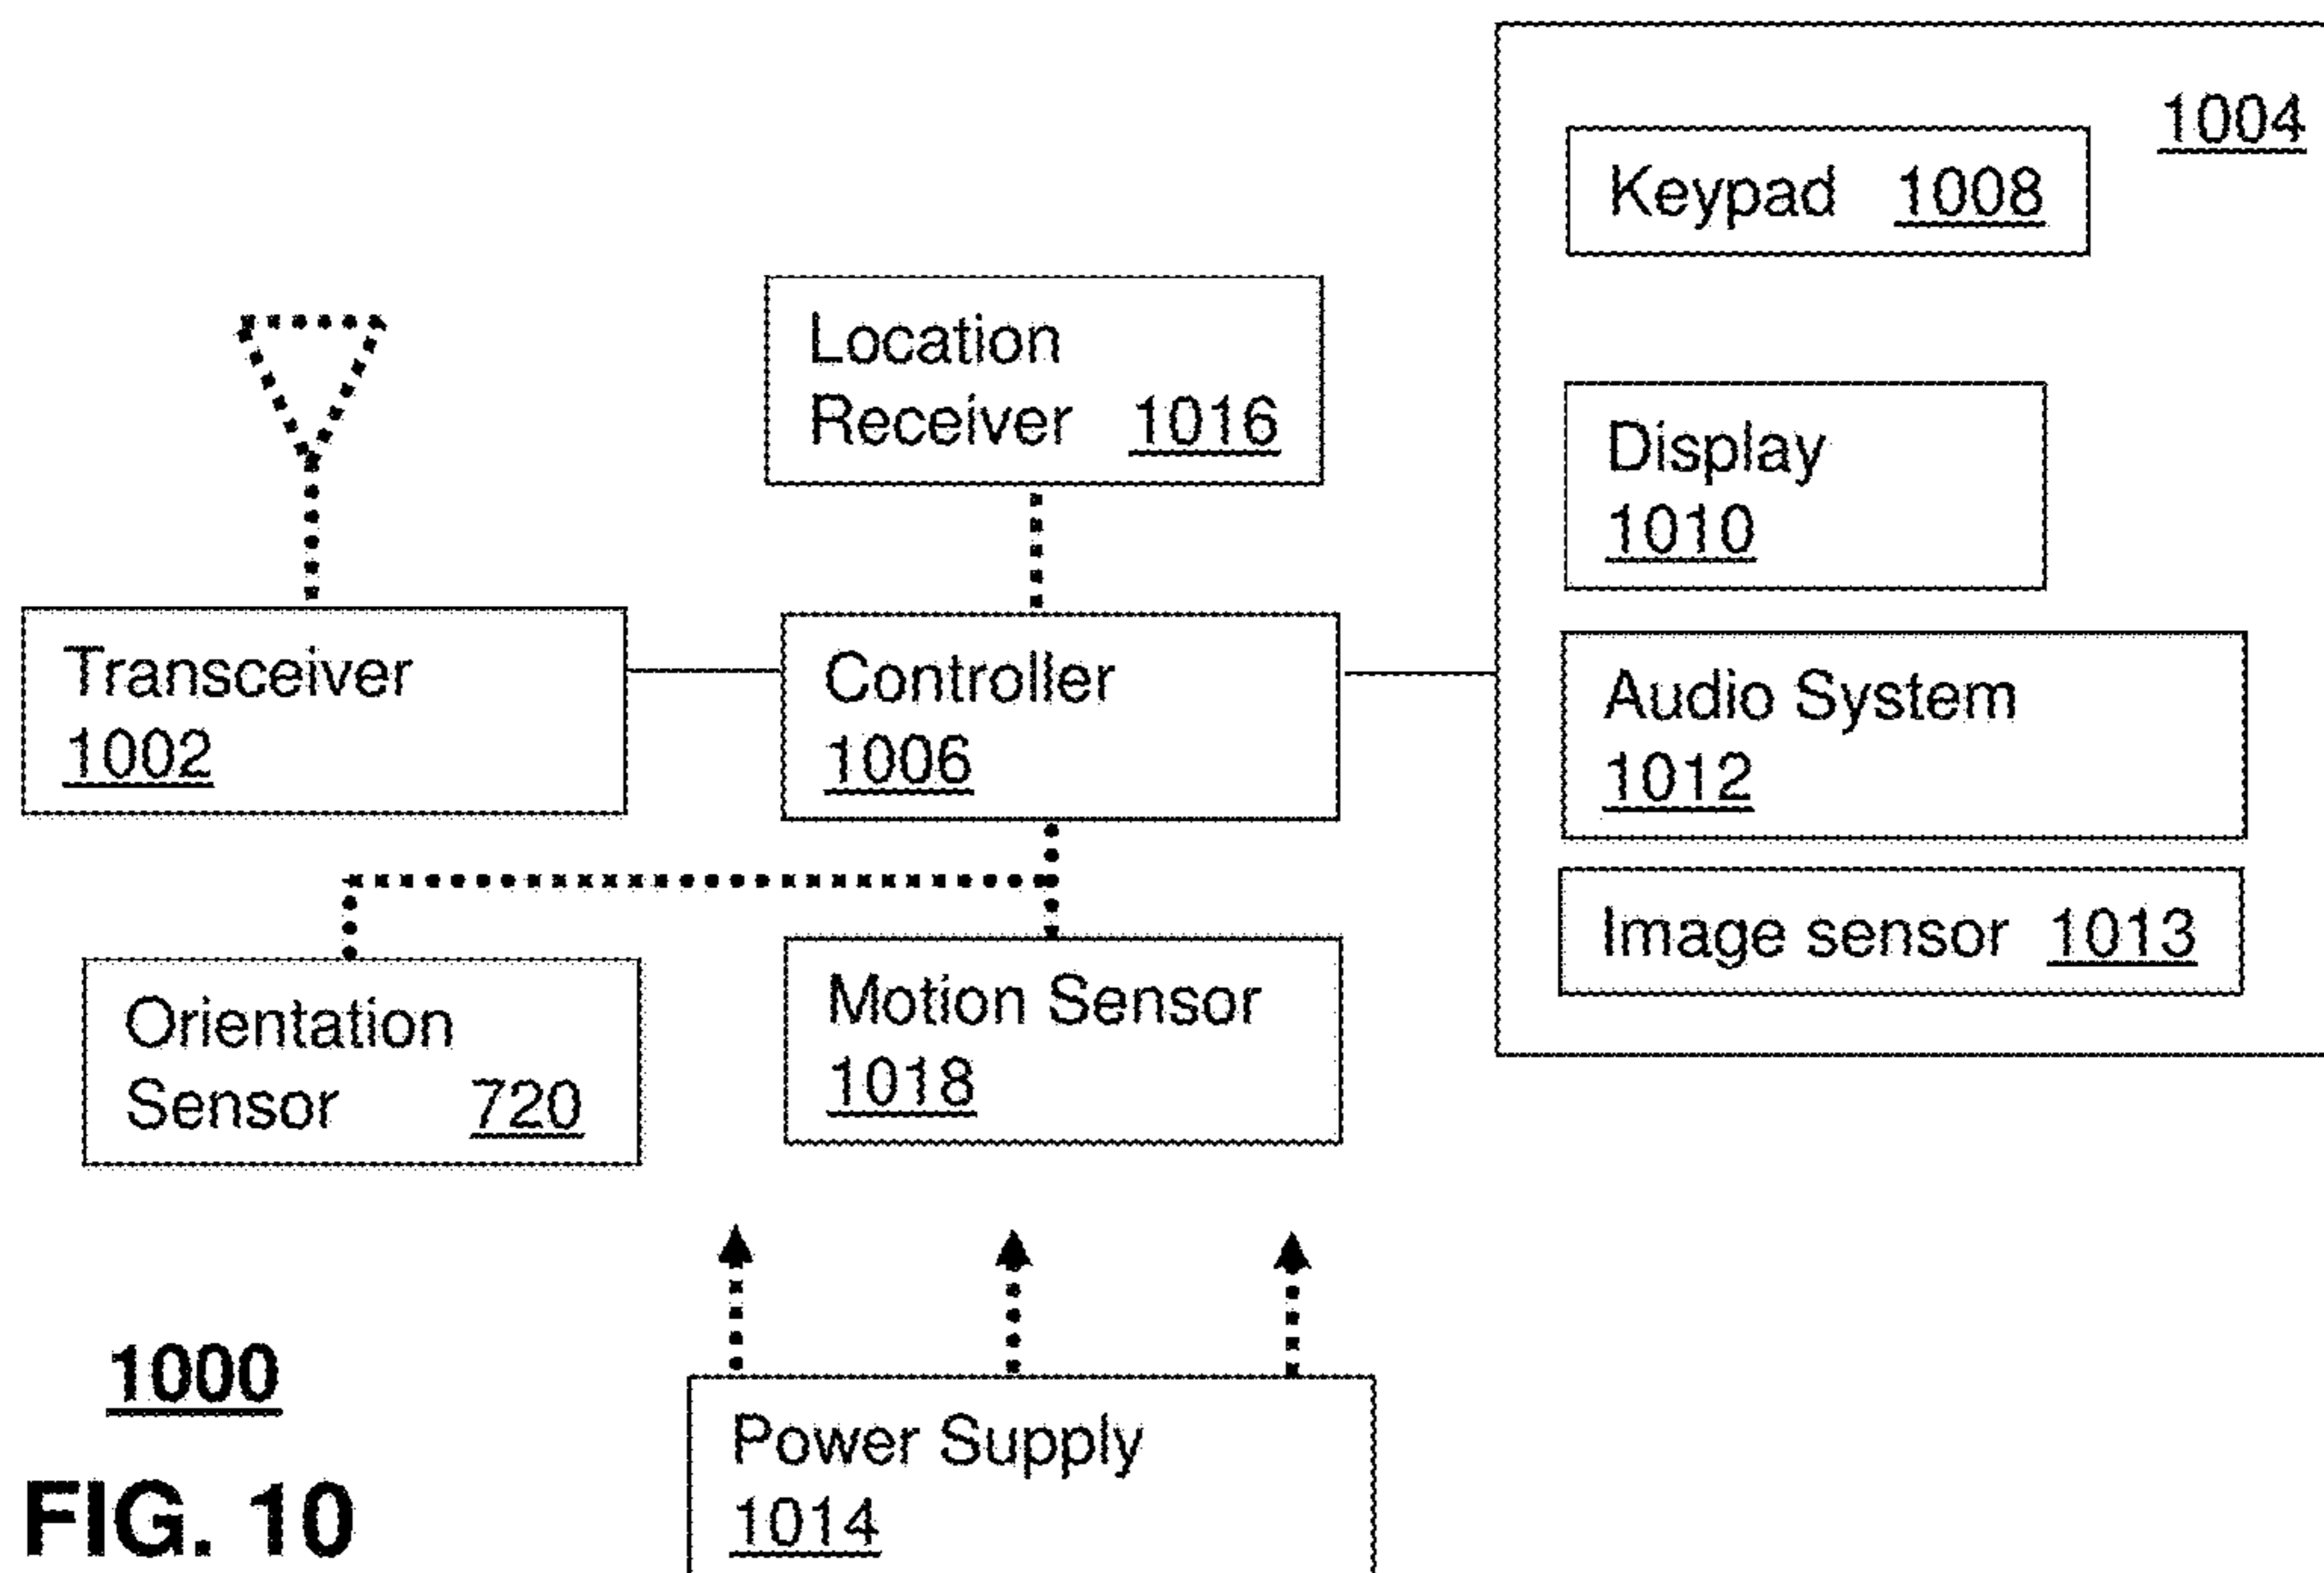 1004
Keypad 1008
Location
Receiver 1016
Display
1010
Transceiver
1002
Controller
1006
Audio System
1012
Image sensor 1013
Orientation
Sensor 720
Motion Sensor
1018
1000
Power Supply
1014
FIG. 10